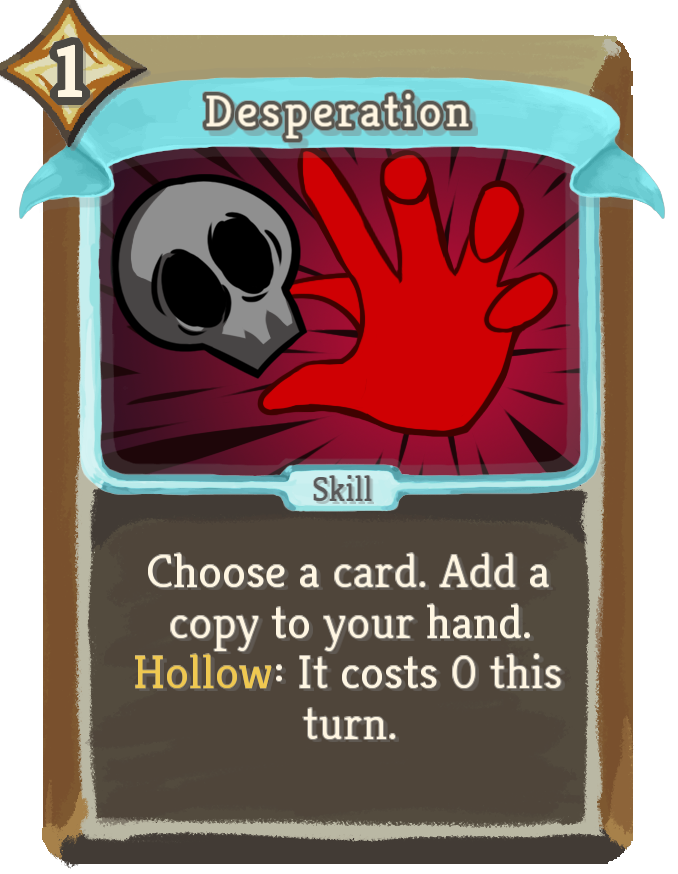 1
Desperation
Skill
Choose a card. Add a
copy to your hand.
Hollow: It costs 0 this
turn.